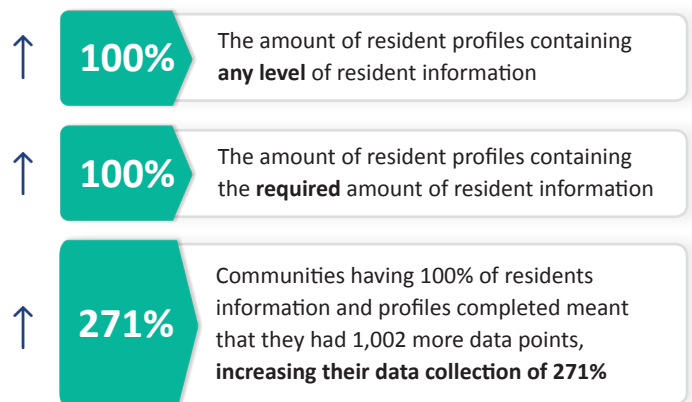 100%
The amount of resident profiles containing
any level of resident information
100%
The amount of resident profiles containing
the required amount of resident information
271%
Communities having 100% of residents
information and profiles completed meant
that they had 1,002 more data points,
increasing their data collection of 271%